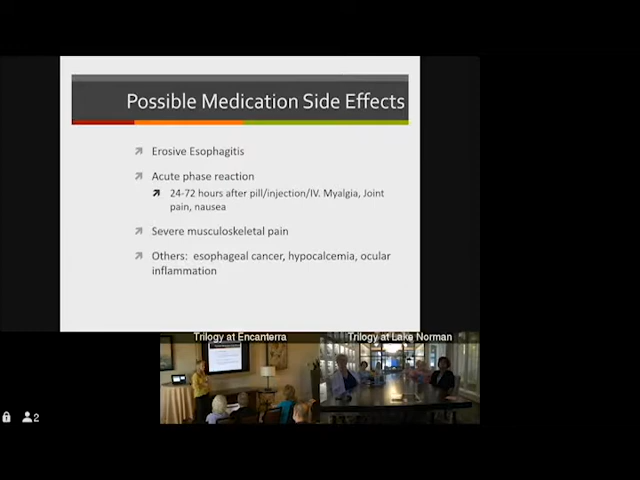 Possible Medication Side Effects
Erosive Esophagitis
Acute phase reaction
24-72 hours after pill/injection/IV. Myalgia, Joint
pain, nausea
Severe musculoskeletal pain
Others: esophageal cancer, hypocalcemia, ocular
inflammation
Trilogy at Encanterra
Trilogy at Lake Norman
2